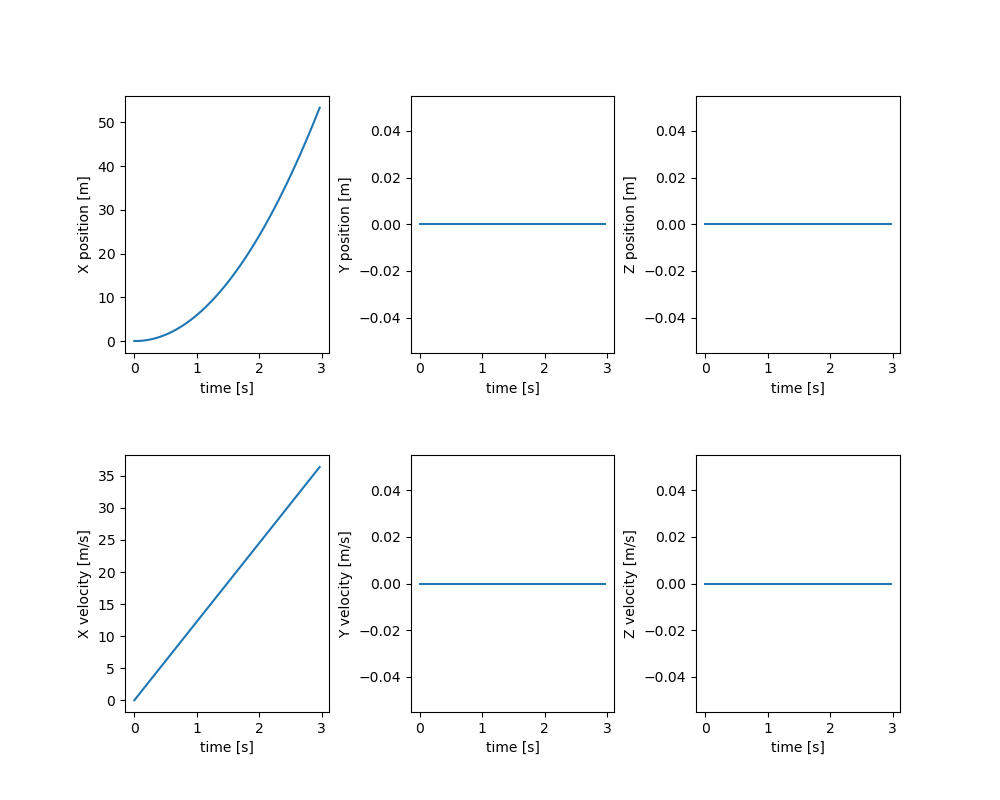 50
40
30
20
10
0
X position [m]
0 1 2 3
time [s]
0.04
0.02
0.00
−0.02
−0.04
Y position [m]
0 1 2 3
time [s]
0.04
0.02
0.00
−0.02
−0.04
Z position [m]
0 1 2 3
time [s]
35
30
25
20
15
10
5
0
X velocity [m/s]
0 1 2 3
time [s]
0.04
0.02
0.00
−0.02
−0.04
Y velocity [m/s]
0 1 2 3
time [s]
0.04
0.02
0.00
−0.02
−0.04
Z velocity [m/s]
0 1 2 3
time [s]